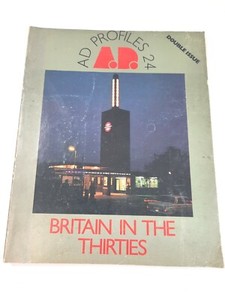 AD PROFILES 24
A.D.
DOUBLE ISSUE
BRITAIN IN THE
THIRTIES